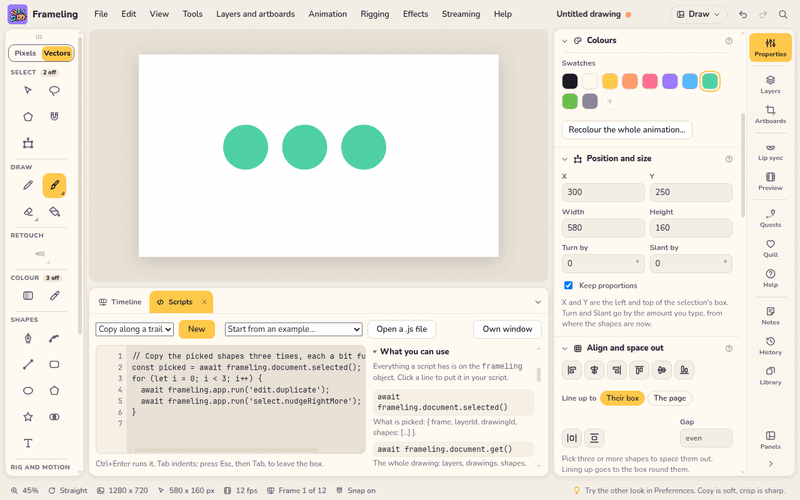 Frameling
File Edit View Tools Layers and artboards Animation Rigging Effects Streaming Help
Untitled drawing
Draw
Pixels Vectors
SELECT 2 off
DRAW
RETOUCH
COLOUR 3 off
SHAPES
RIG AND MOTION
Timeline
Scripts
Copy along a trail
New
Start from an example...
Open a .js file
Own window
1 // Copy the picked shapes three times, each a bit fu
2 const picked = await frameling.document.selected();
3 for (let i = 0; i < 3; i++) {
4 await frameling.app.run('edit.duplicate');
5 await frameling.app.run('select.nudgeRightMore');
6 }
7
Ctrl+Enter runs it. Tab indents; press Esc, then Tab, to leave the box.
What you can use
Everything a script has is on the frameling
object. Click a line to put it in your script.
await
frameling.document.selected()
What is picked: { frame, layerId, drawingId,
shapes: [...] }.
await frameling.document.get()
The whole drawing: layers, drawings, shapes,
Colours
Swatches
Recolour the whole animation...
Position and size
X Y
300 250
Width Height
580 160
Turn by Slant by
0 ° 0 °
Keep proportions
X and Y are the left and top of the selection's box.
Turn and Slant go by the amount you type, from
where the shapes are now.
Align and space out
Line up to Their box The page
Gap
even
Pick three or more shapes to space them out.
Lining up goes to the box round them.
Properties
Layers
Artboards
Lip sync
Preview
Quests
Quill
Help
Notes
History
Library
Panels
45% Straight 1280 x 720 580 x 160 px 12 fps Frame 1 of 12 Snap on
Try the other look in Preferences. Cosy is soft, crisp is sharp.